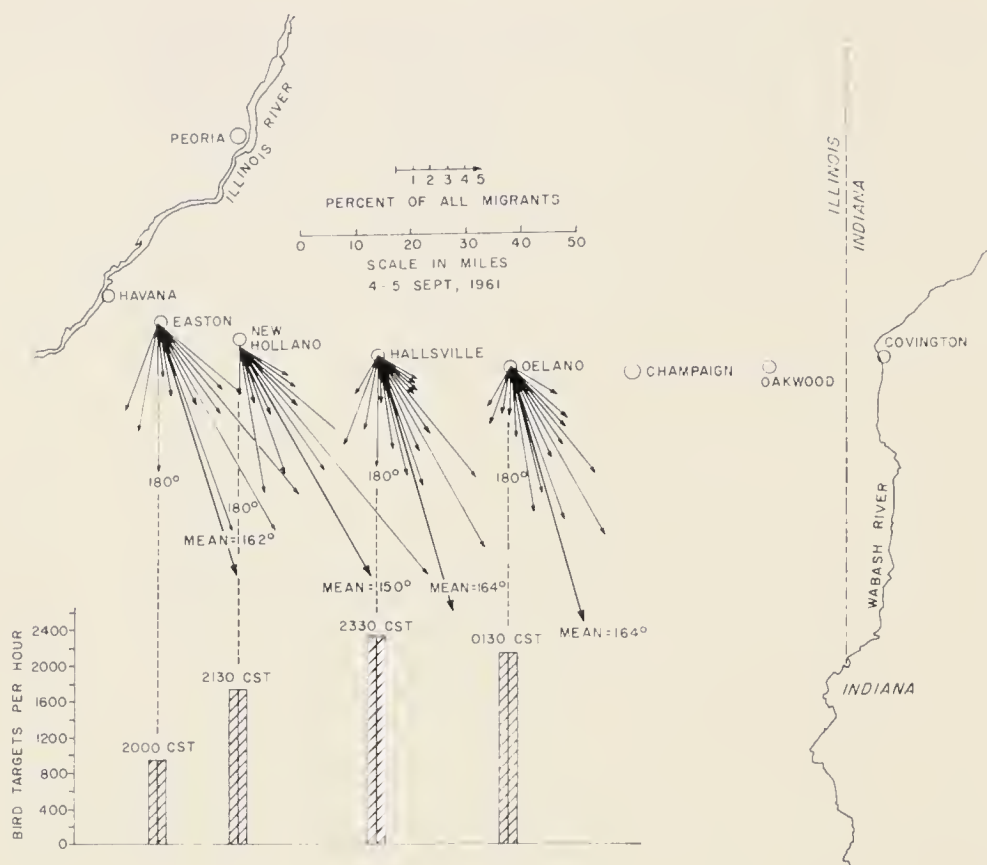 PEORIA
ILLINOIS RIVER
1 2 3 4 5
PERCENT OF ALL MIGRANTS
0 10 20 30 40 50
SCALE IN MILES
4-5 SEPT, 1961
ILLINOIS
INDIANA
HAVANA
EASTON
NEW HOLLAND
HALLSVILLE
DELANO
CHAMPAIGN
OAKWOOD
COVINGTON
WABASH RIVER
180°
180°
180°
180°
MEAN=162°
MEAN=150°
MEAN=164°
MEAN=164°
BIRD TARGETS PER HOUR
2400
2000
1600
1200
800
400
0
2000 CST
2130 CST
2330 CST
0130 CST
INDIANA